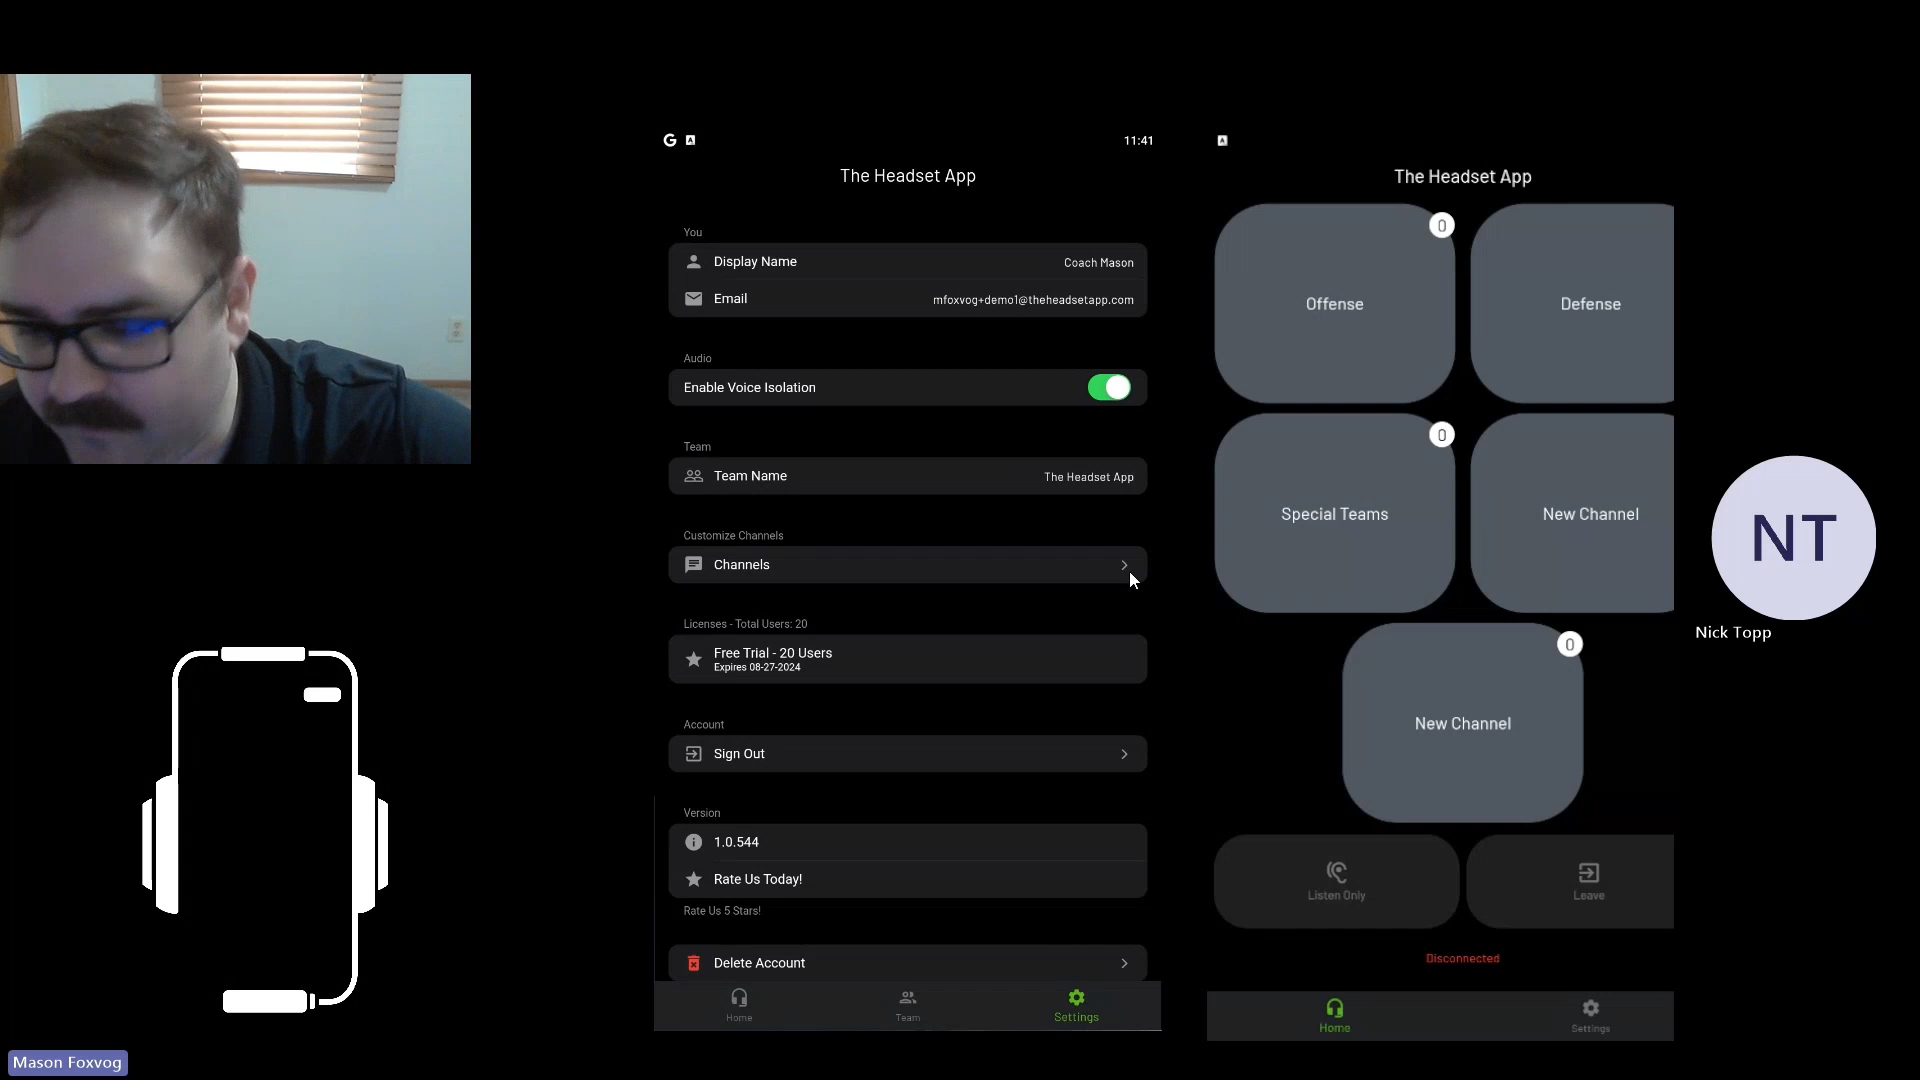 11:41
The Headset App
You
Display Name
Coach Mason
Email
mfoxvog+demo1@theheadsetapp.com
Audio
Enable Voice Isolation
Team
Team Name
The Headset App
Customize Channels
Channels
Licenses - Total Users: 20
Free Trial - 20 Users
Expires 08-27-2024
Account
Sign Out
Version
1.0.544
Rate Us Today!
Rate Us 5 Stars!
Delete Account
Home
Team
Settings
The Headset App
0
Offense
Defense
0
Special Teams
New Channel
0
New Channel
Listen Only
Leave
Disconnected
Home
Settings
NT
Nick Topp
Mason Foxvog